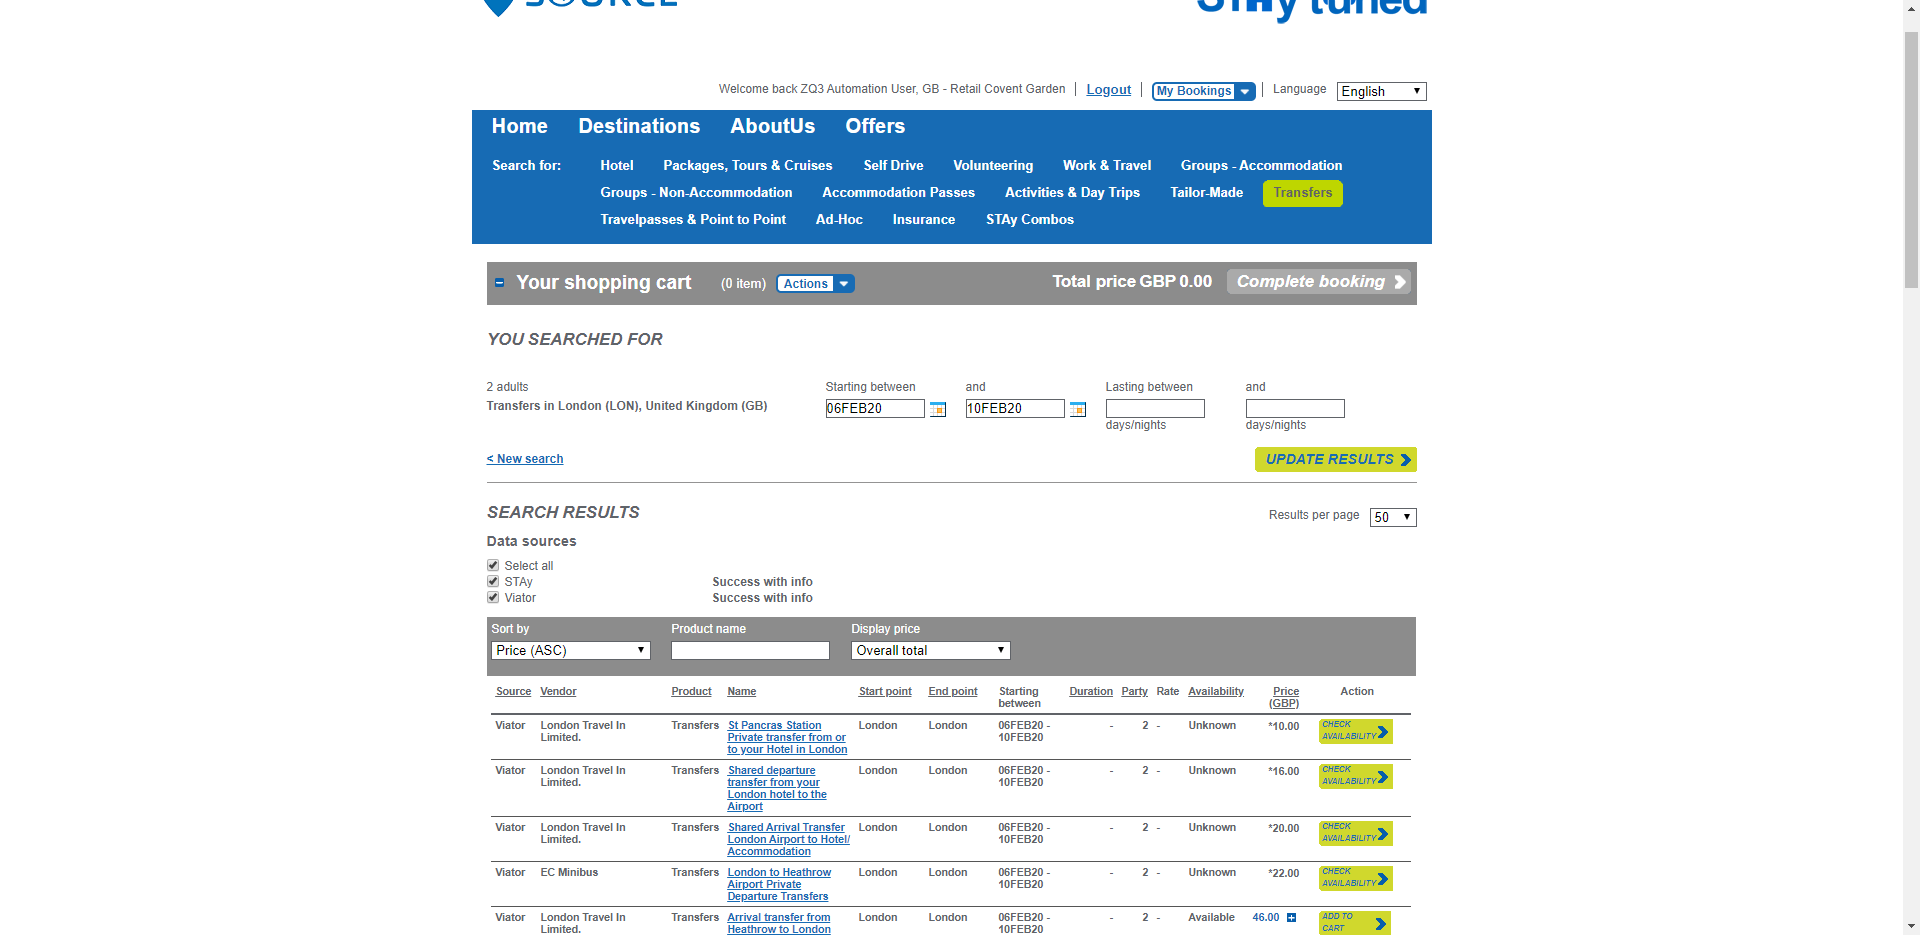 SOURCE
STAy tuned
Welcome back ZQ3 Automation User, GB - Retail Covent Garden | Logout | My Bookings | Language English
Home Destinations AboutUs Offers
Search for: Hotel Packages, Tours & Cruises Self Drive Volunteering Work & Travel Groups - Accommodation
Groups - Non-Accommodation Accommodation Passes Activities & Day Trips Tailor-Made Transfers
Travelpasses & Point to Point Ad-Hoc Insurance STAy Combos
Your shopping cart (0 item) Actions Total price GBP 0.00 Complete booking
YOU SEARCHED FOR
2 adults Starting between and Lasting between and
Transfers in London (LON), United Kingdom (GB) 06FEB20 10FEB20
days/nights days/nights
< New search UPDATE RESULTS
SEARCH RESULTS Results per page 50
Data sources
Select all
STAy Success with info
Viator Success with info
Sort by Product name Display price
Price (ASC) Overall total
Source Vendor Product Name Start point End point Starting Duration Party Rate Availability Price Action
between (GBP)
Viator London Travel In Transfers St Pancras Station London London 06FEB20 - - 2 - Unknown *10.00 CHECK
Limited. Private transfer from or 10FEB20 AVAILABILITY
to your Hotel in London
Viator London Travel In Transfers Shared departure London London 06FEB20 - - 2 - Unknown *16.00 CHECK
Limited. transfer from your 10FEB20 AVAILABILITY
London hotel to the
Airport
Viator London Travel In Transfers Shared Arrival Transfer London London 06FEB20 - - 2 - Unknown *20.00 CHECK
Limited. London Airport to Hotel/ 10FEB20 AVAILABILITY
Accommodation
Viator EC Minibus Transfers London to Heathrow London London 06FEB20 - - 2 - Unknown *22.00 CHECK
Airport Private 10FEB20 AVAILABILITY
Departure Transfers
Viator London Travel In Transfers Arrival transfer from London London 06FEB20 - - 2 - Available 46.00 ADD TO
Limited. Heathrow to London 10FEB20 CART